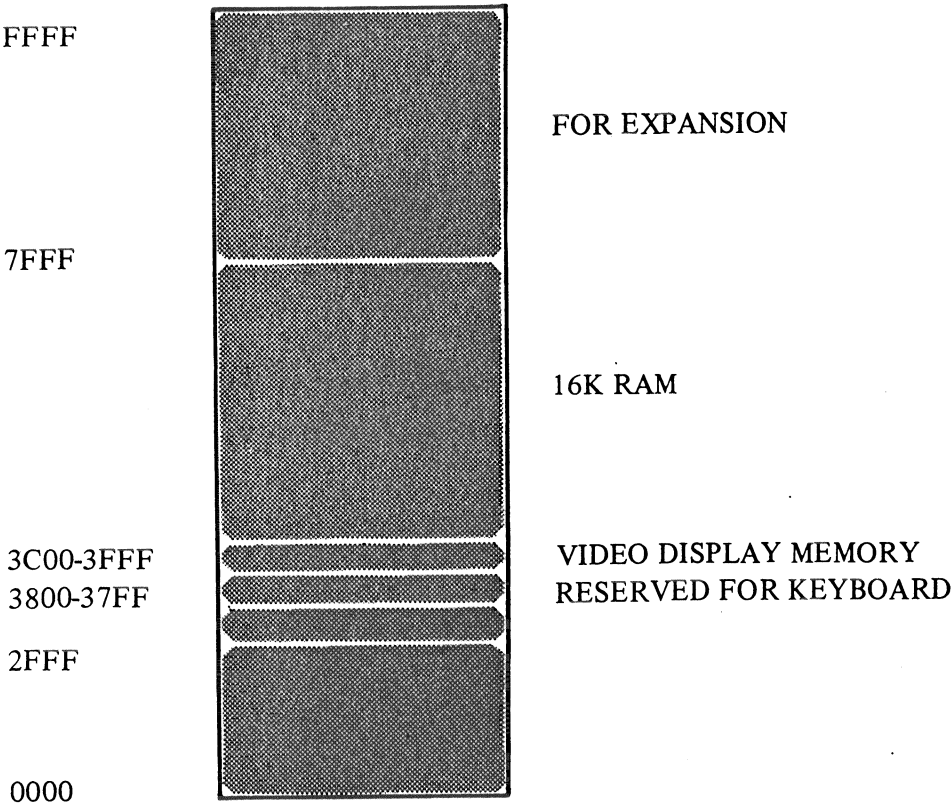 FFFF
FOR EXPANSION
7FFF
16K RAM
3C00-3FFF VIDEO DISPLAY MEMORY
3800-37FF RESERVED FOR KEYBOARD
2FFF
0000